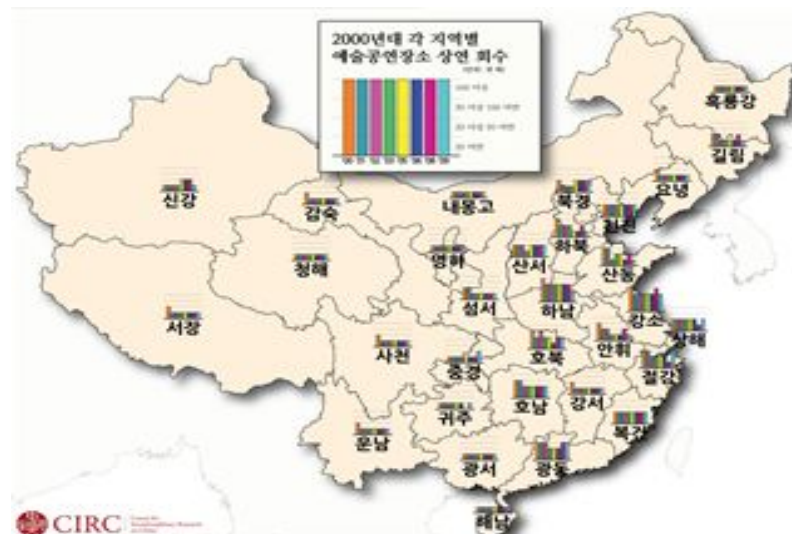 2000년대 각 지역별
예술공연장소 상연 회수
흑룡강
길림
요녕
신강
감숙
내몽고
북경
천진
하북
청해
영하
산서
산동
섬서
하남
강소
서장
상해
안휘
사천
호북
중경
절강
호남
강서
귀주
운남
복건
광서
광동
해남
CIRC